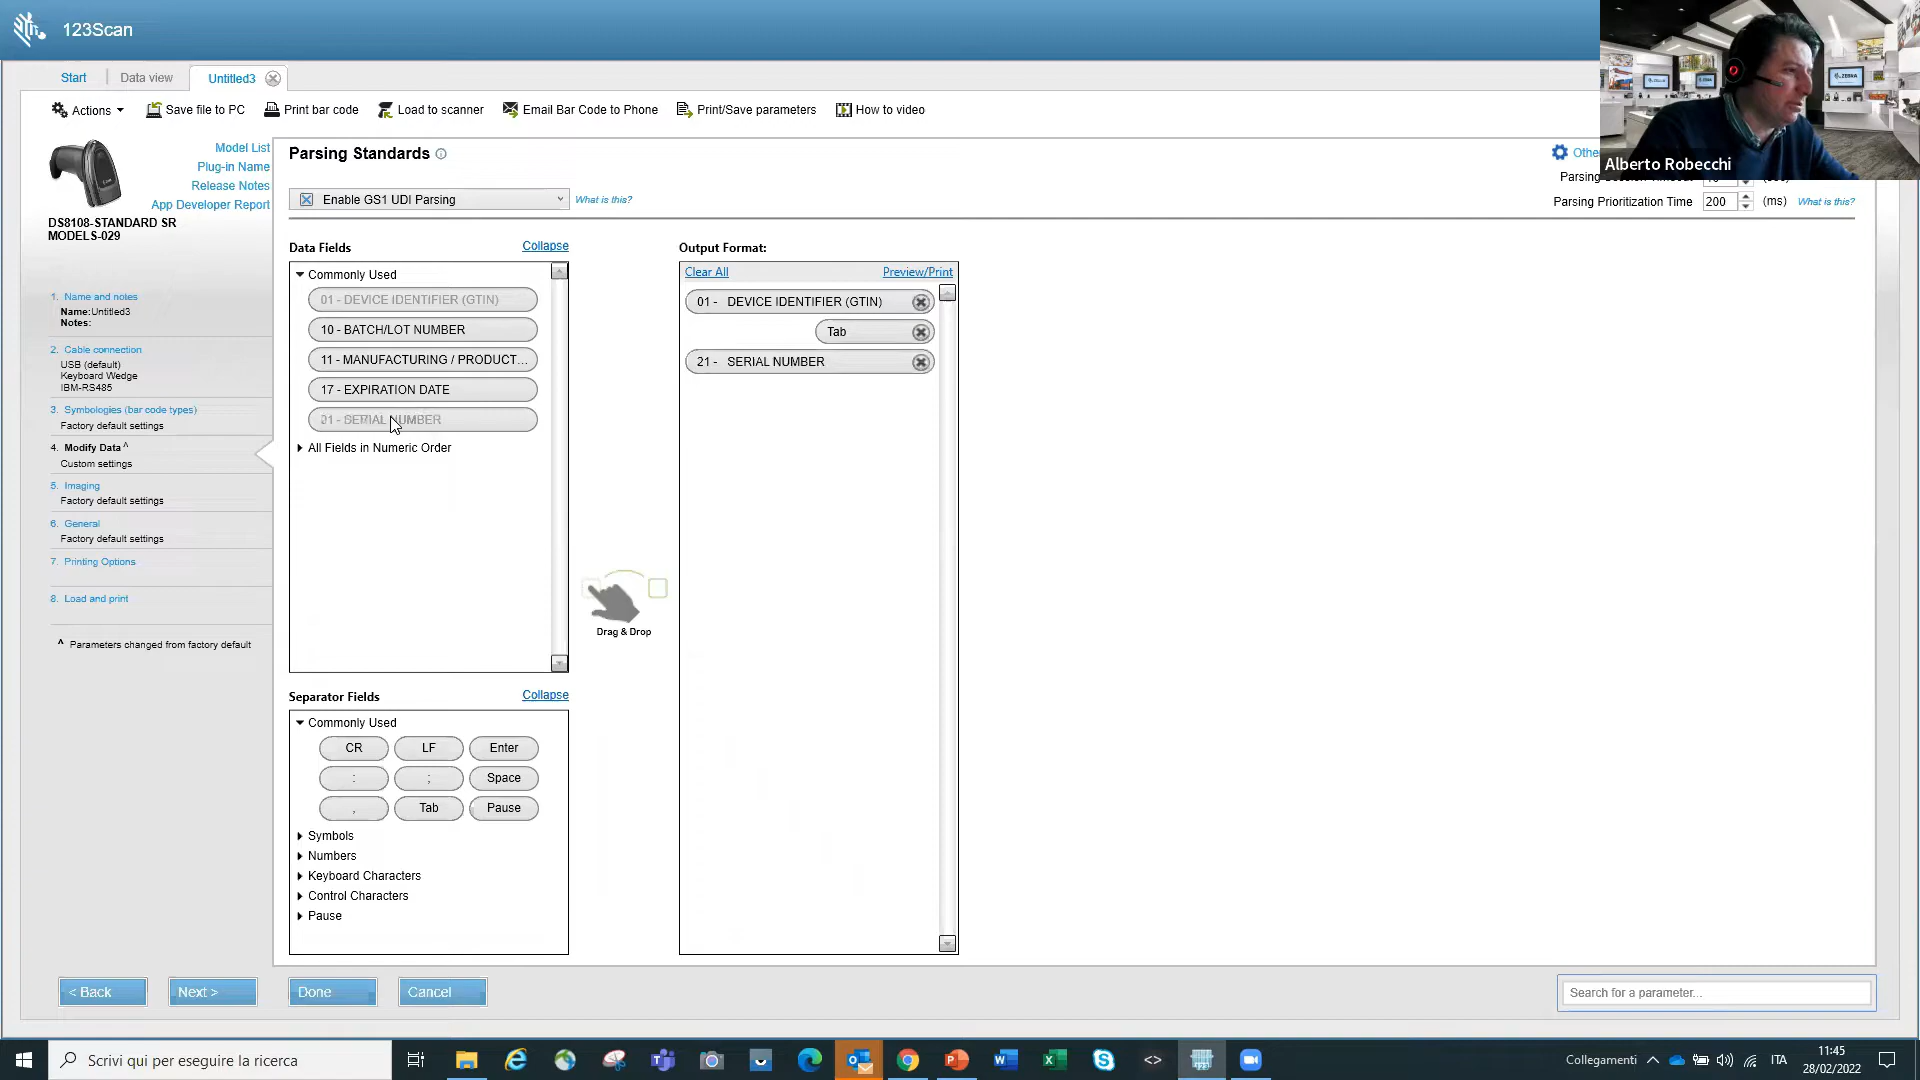 123Scan
Start
Data view
Untitled3
Actions
Save file to PC
Print bar code
Load to scanner
Email Bar Code to Phone
Print/Save parameters
How to video
Alberto Robecchi
Model List
Plug-in Name
Release Notes
App Developer Report
DS8108-STANDARD SR
MODELS-029
1. Name and notes
Name:Untitled3
Notes:
2. Cable connection
USB (default)
Keyboard Wedge
IBM-RS485
3. Symbologies (bar code types)
Factory default settings
4. Modify Data ^
Custom settings
5. Imaging
Factory default settings
6. General
Factory default settings
7. Printing Options
8. Load and print
^ Parameters changed from factory default
Parsing Standards
Enable GS1 UDI Parsing
What is this?
Parsing Prioritization Time 200 (ms) What is this?
Data Fields
Collapse
Commonly Used
01 - DEVICE IDENTIFIER (GTIN)
10 - BATCH/LOT NUMBER
11 - MANUFACTURING / PRODUCT...
17 - EXPIRATION DATE
21 - SERIAL NUMBER
All Fields in Numeric Order
Drag & Drop
Output Format:
Clear All
Preview/Print
01 - DEVICE IDENTIFIER (GTIN)
Tab
21 - SERIAL NUMBER
Separator Fields
Collapse
Commonly Used
CR LF Enter
: ; Space
, Tab Pause
Symbols
Numbers
Keyboard Characters
Control Characters
Pause
< Back
Next >
Done
Cancel
Search for a parameter...
Scrivi qui per eseguire la ricerca
Collegamenti
ITA
11:45
28/02/2022